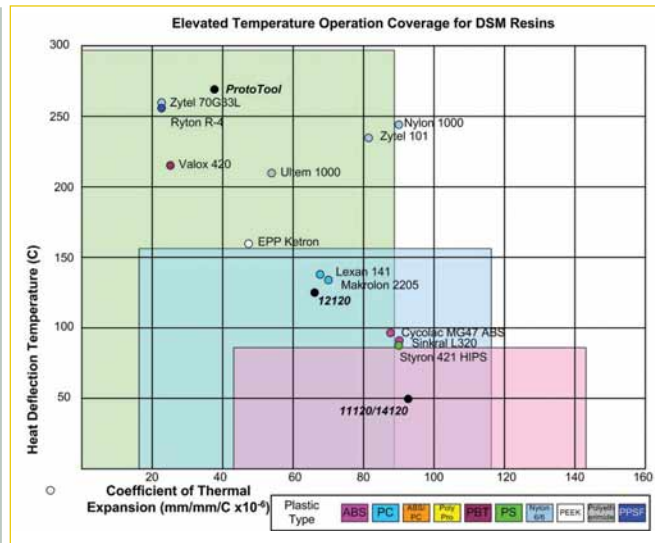 Elevated Temperature Operation Coverage for DSM Resins
Heat Deflection Temperature (C)
300
250
200
150
100
50
ProtoTool
Zytel 70G33L
Ryton R-4
Nylon 1000
Zytel 101
Valox 420
Ultem 1000
EPP Ketron
Lexan 141
Makrolon 2205
12120
Cycolac MG47 ABS
Sinkral L320
Styron 421 HIPS
11120/14120
20 40 60 80 100 120 140 160
Coefficient of Thermal
Expansion (mm/mm/C x10-⁶)
Plastic
Type
ABS
PC
ABS/
PC
Poly
Pro
PBT
PS
Nylon
6/6
PEEK
PPSF